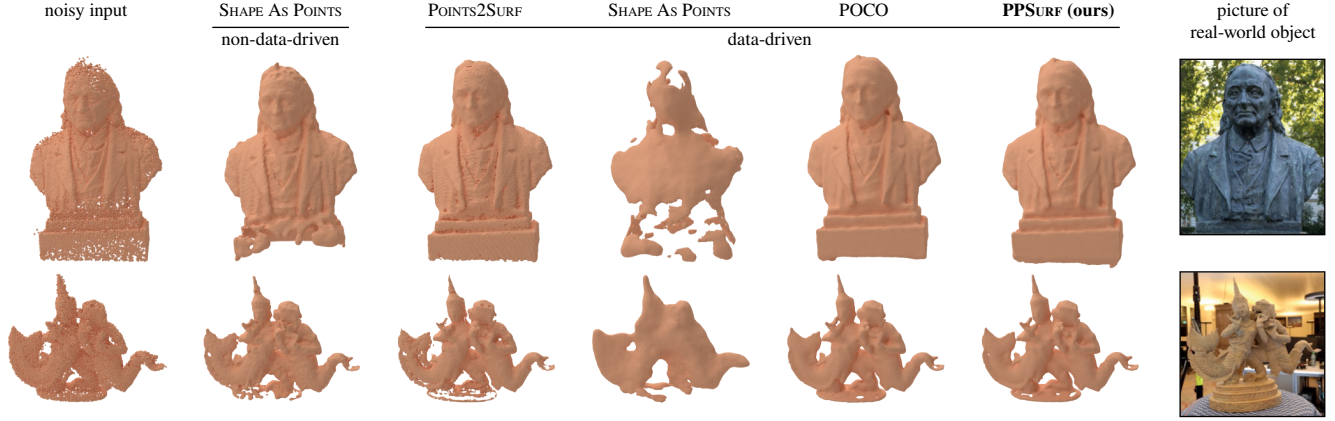 noisy input
SHAPE AS POINTS
POINTS2SURF
SHAPE AS POINTS
POCO
PPSURF (ours)
picture of
real-world object
non-data-driven
data-driven